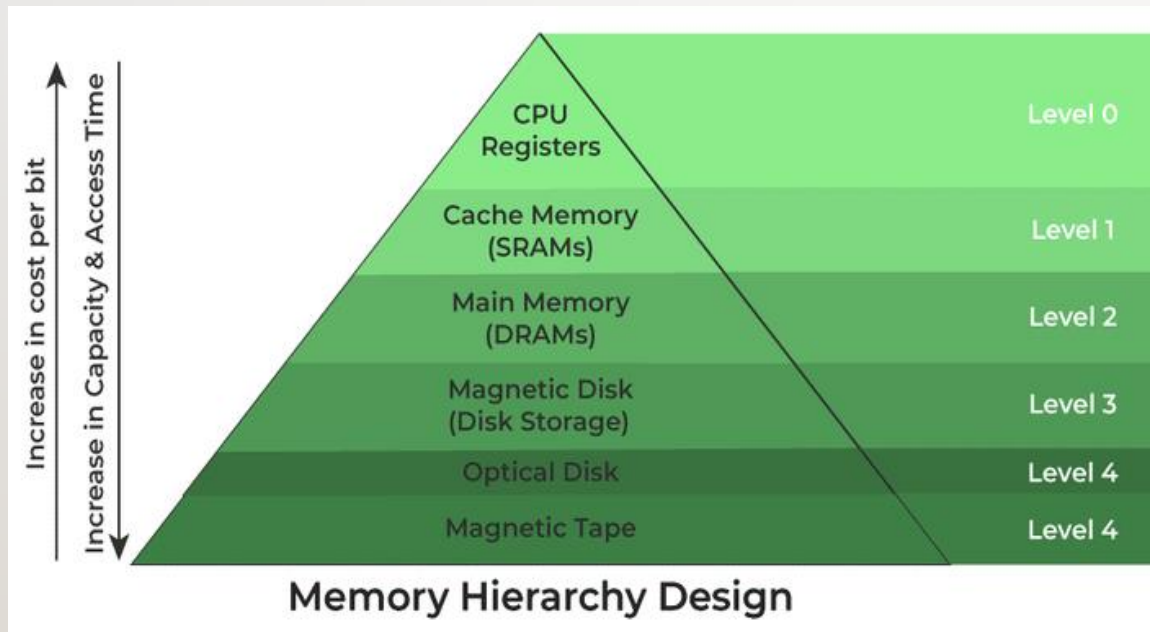 Increase in cost per bit
Increase in Capacity & Access Time
CPU
Registers
Level 0
Cache Memory
(SRAMs)
Level 1
Main Memory
(DRAMs)
Level 2
Magnetic Disk
(Disk Storage)
Level 3
Optical Disk
Level 4
Magnetic Tape
Level 4
Memory Hierarchy Design